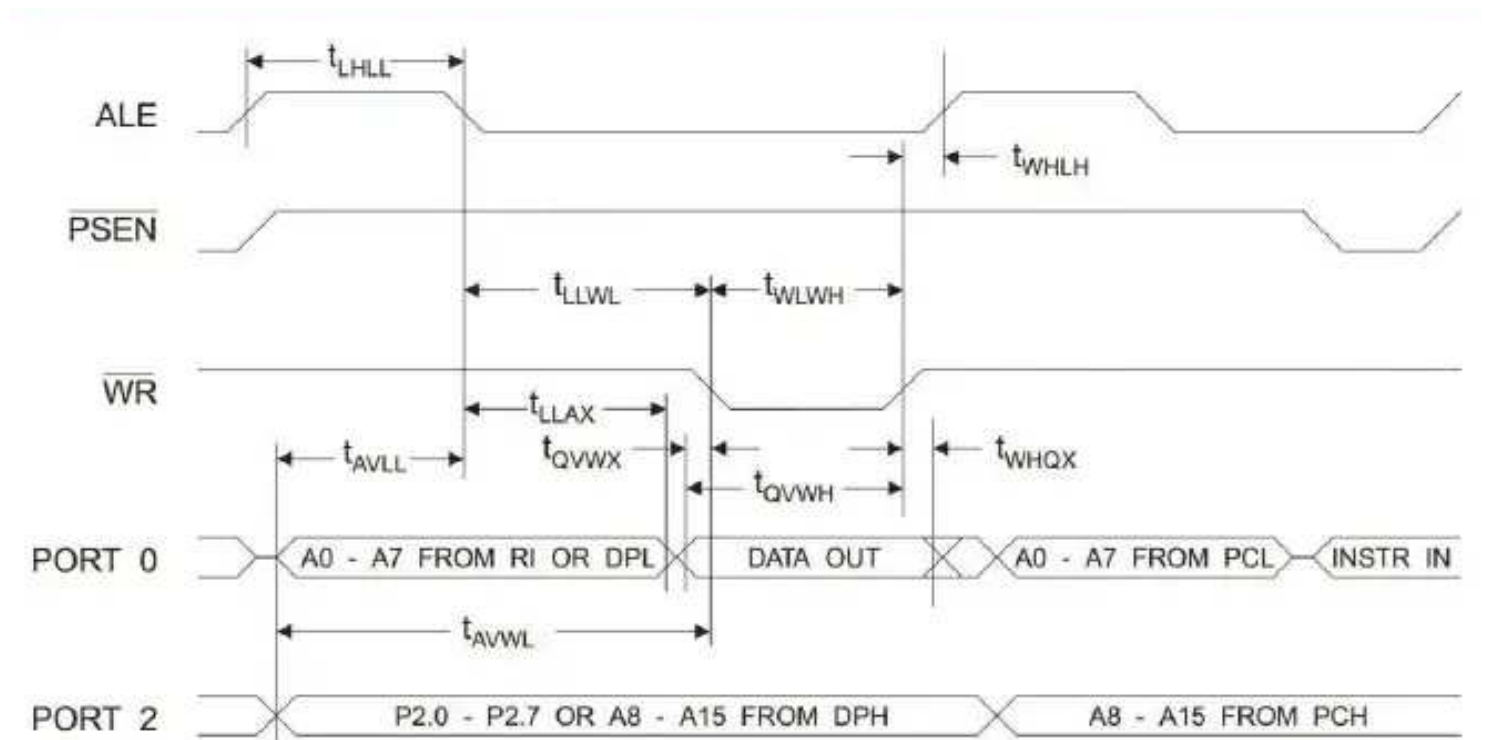 tLHLL
ALE
tWHLH
PSEN
tLLWL
tWLWH
WR
tLLAX
tAVLL
tQVWX
tWHQX
tQVWH
PORT 0
A0 - A7 FROM RI OR DPL
DATA OUT
A0 - A7 FROM PCL
INSTR IN
tAVWL
PORT 2
P2.0 - P2.7 OR A8 - A15 FROM DPH
A8 - A15 FROM PCH